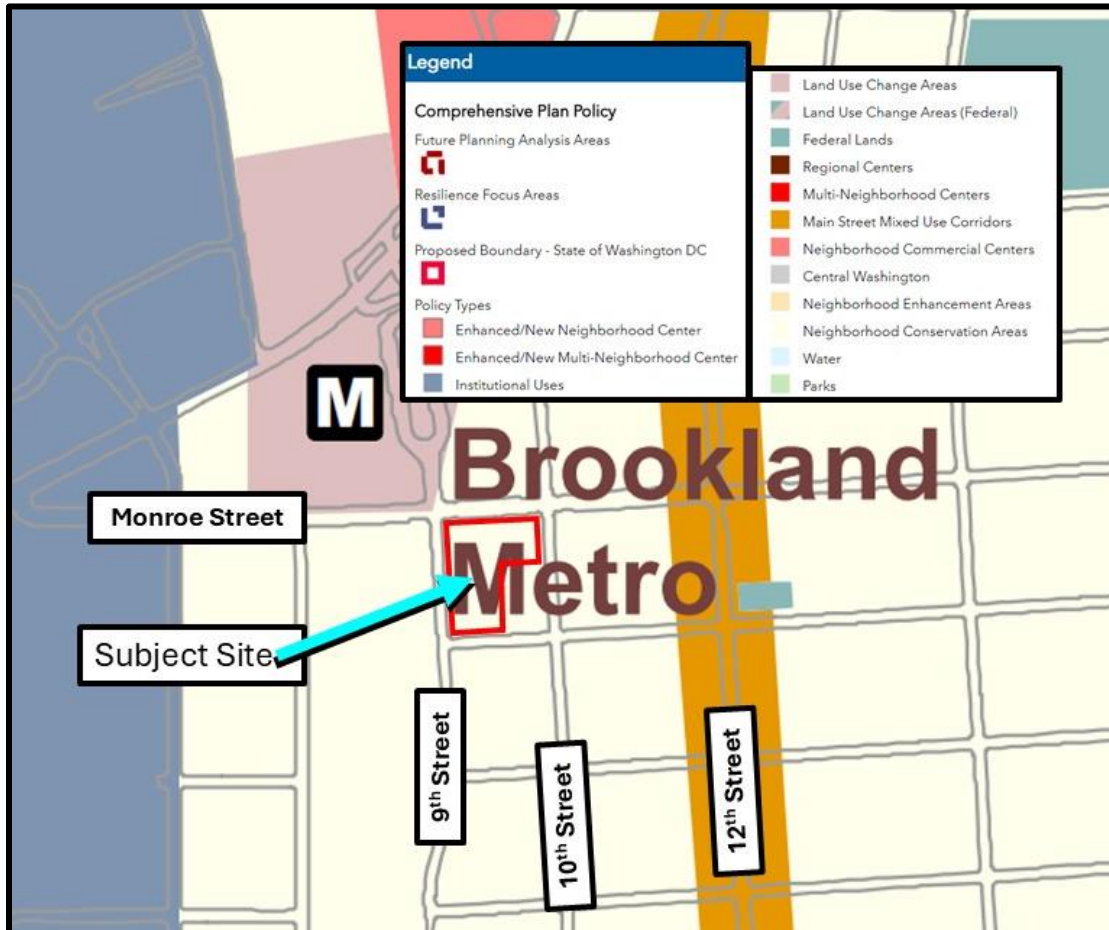 Legend
Comprehensive Plan Policy
Future Planning Analysis Areas
Resilience Focus Areas
Proposed Boundary - State of Washington DC
Policy Types
Enhanced/New Neighborhood Center
Enhanced/New Multi-Neighborhood Center
Institutional Uses
Land Use Change Areas
Land Use Change Areas (Federal)
Federal Lands
Regional Centers
Multi-Neighborhood Centers
Main Street Mixed Use Corridors
Neighborhood Commercial Centers
Central Washington
Neighborhood Enhancement Areas
Neighborhood Conservation Areas
Water
Parks
M
Brookland
Metro
Monroe Street
Subject Site
9th Street
10th Street
12th Street